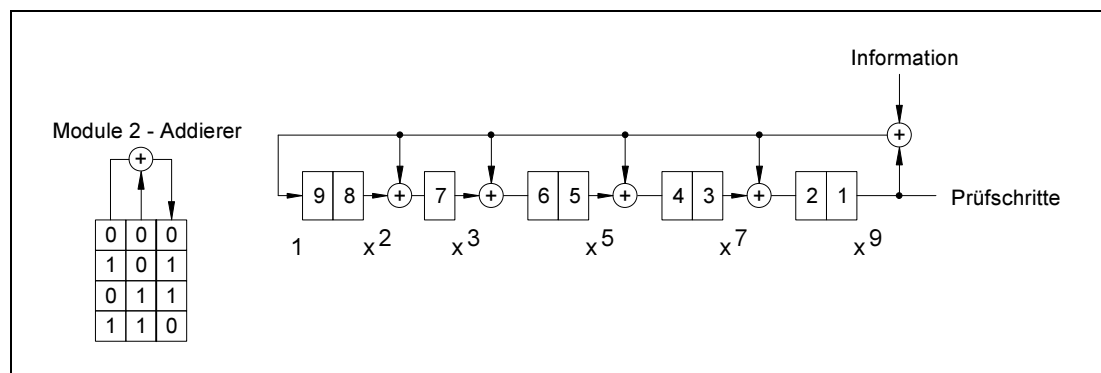 Information
Module 2 - Addierer
+
+
9 8 + 7 + 6 5 + 4 3 + 2 1
Prüfschritte
1 x2 x3 x5 x7 x9
0 0 0
1 0 1
0 1 1
1 1 0